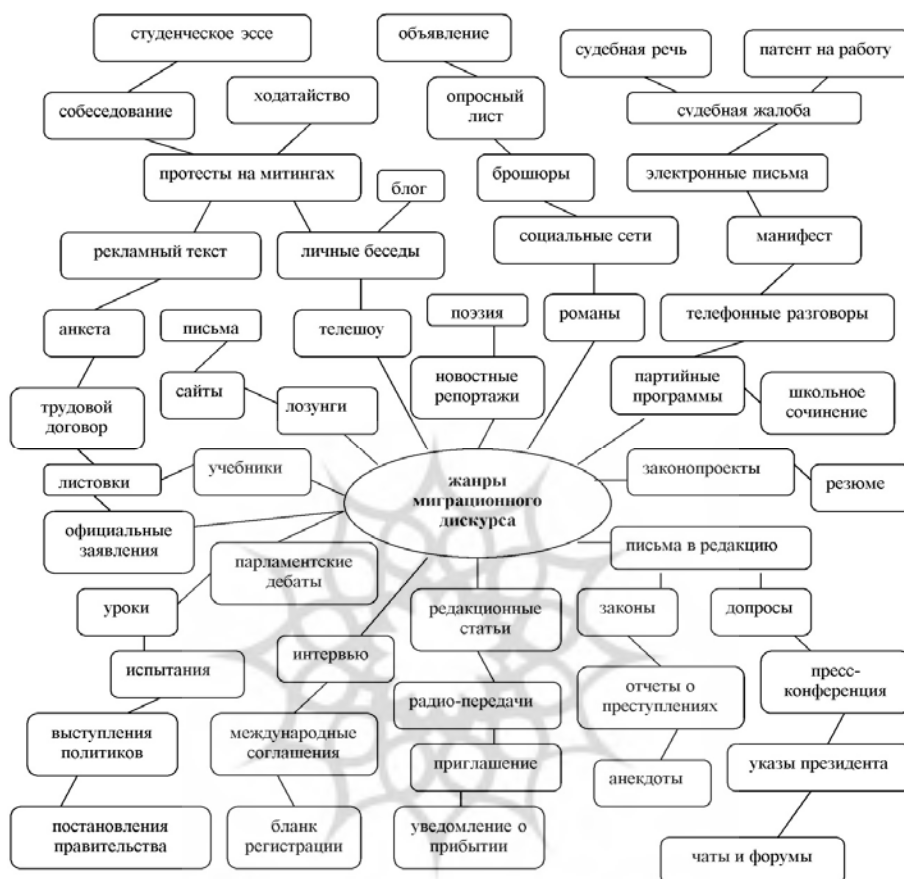 студенческое эссе
объявление
судебная речь
патент на работу
собеседование
ходатайство
опросный
лист
судебная жалоба
протесты на митингах
блог
брошюры
электронные письма
рекламный текст
личные беседы
социальные сети
манифест
анкета
письма
телешоу
поэзия
романы
телефонные разговоры
трудовой
договор
сайты
лозунги
новостные
репортажи
партийные
программы
школьное
сочинение
листовки
учебники
жанры
миграционного
дискурса
законопроекты
резюме
официальные
заявления
парламентские
дебаты
письма в редакцию
уроки
редакционные
статьи
законы
допросы
испытания
интервью
пресс-
конференция
выступления
политиков
международные
соглашения
радио-передачи
отчеты о
преступлениях
приглашение
анекдоты
указы президента
постановления
правительства
бланк
регистрации
уведомление о
прибытии
чаты и форумы